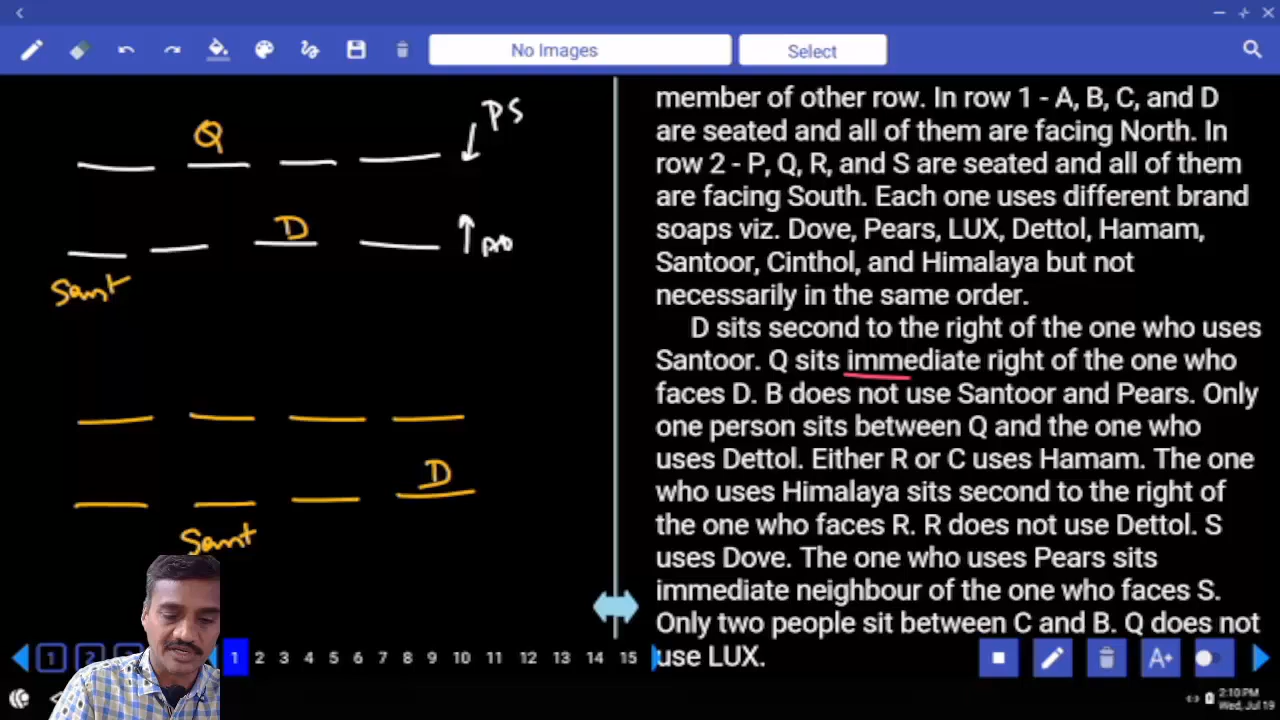 No Images
Select
Q
PS
D
Sant
D
Sant
member of other row. In row 1 - A, B, C, and D
are seated and all of them are facing North. In
row 2 - P, Q, R, and S are seated and all of them
are facing South. Each one uses different brand
soaps viz. Dove, Pears, LUX, Dettol, Hamam,
Santoor, Cinthol, and Himalaya but not
necessarily in the same order.
D sits second to the right of the one who uses
Santoor. Q sits immediate right of the one who
faces D. B does not use Santoor and Pears. Only
one person sits between Q and the one who
uses Dettol. Either R or C uses Hamam. The one
who uses Himalaya sits second to the right of
the one who faces R. R does not use Dettol. S
uses Dove. The one who uses Pears sits
immediate neighbour of the one who faces S.
Only two people sit between C and B. Q does not
use LUX.
1 2 1 2 3 4 5 6 7 8 9 10 11 12 13 14 15
A+
2:10 PM
Wed, Jul 19